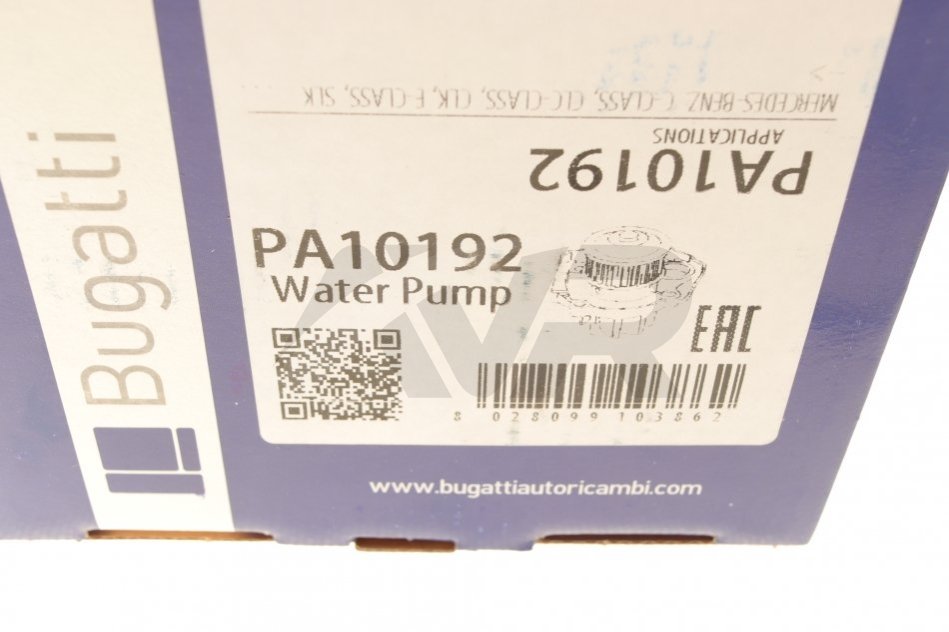 MERCEDES-BENZ C-CLASS, CLC-CLASS, CLK, E-CLASS, SLK
APPLICATIONS
PA10192
PA10192
Water Pump
EAC
8 028099 103862
Bugatti
www.bugattiautoricambi.com
VR